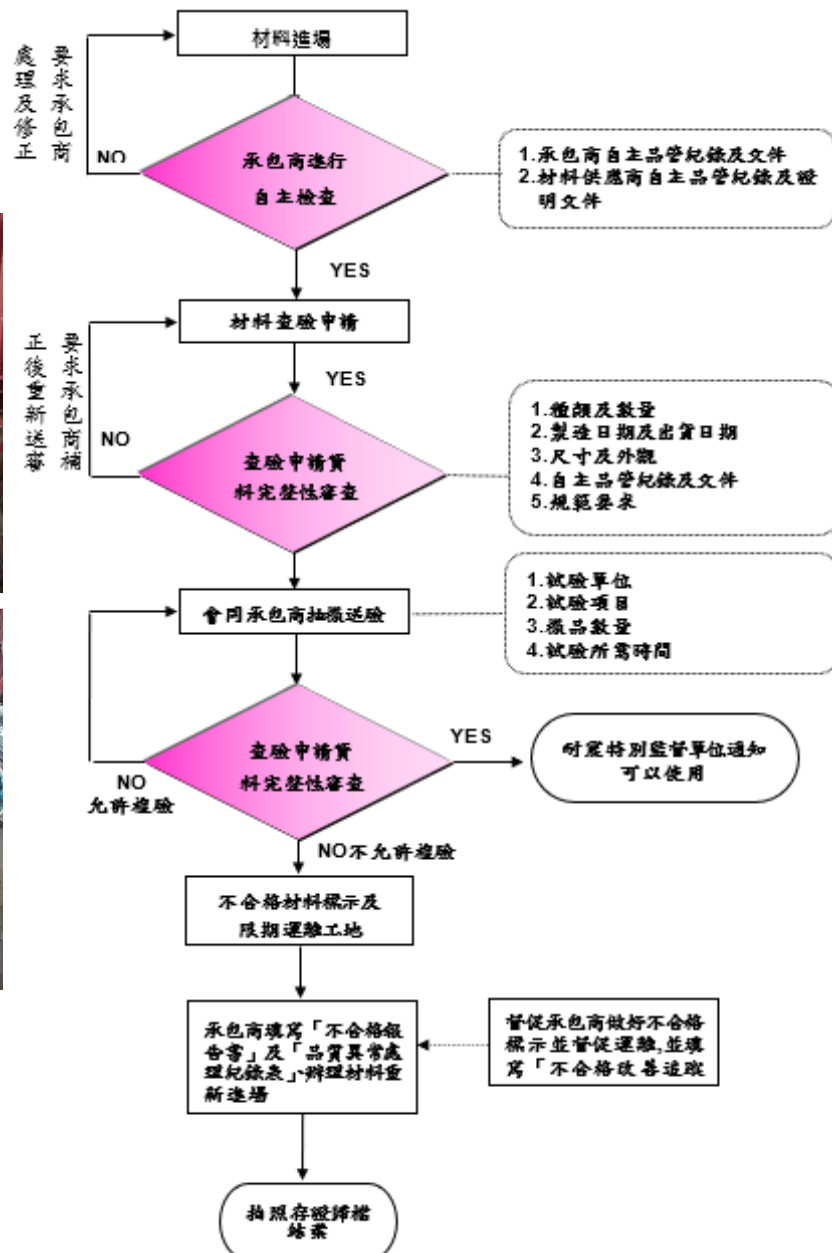 材料進場
要求承包商
處理及修正
NO
承包商進行
自主檢查
1.承包商自主品管紀錄及文件
2.材料供應商自主品管紀錄及證
明文件
YES
材料查驗申請
要求承包商補
正後重新送審
YES
NO
查驗申請資
料完整性審查
1.種類及數量
2.製造日期及出貨日期
3.尺寸及外觀
4.自主品管紀錄及文件
5.規範要求
會同承包商抽樣送驗
1.試驗單位
2.試驗項目
3.樣品數量
4.試驗所需時間
查驗申請資
料完整性審查
YES
耐震特別監督單位通知
可以使用
NO
允許複驗
NO不允許複驗
不合格材料標示及
限期運離工地
承包商填寫「不合格報
告書」及「品質異常處
理紀錄表」辦理材料重
新進場
督促承包商做好不合格
標示並督促運離,並填
寫「不合格改善追蹤
拍照存證歸檔
結案